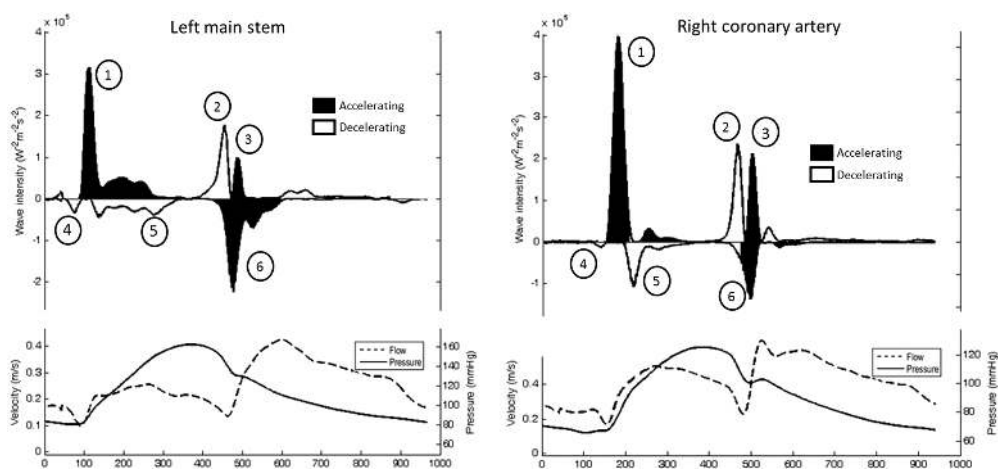 Left main stem
× 10⁵
4
3
2
1
0
-1
-2
Wave intensity (W⁻²m⁻²s⁻²)
1
2
3
4
5
6
Accelerating
Decelerating
0.4
0.3
0.2
0.1
0
Velocity (m/s)
Flow
Pressure
160
140
120
100
80
60
Pressure (mmHg)
0 100 200 300 400 500 600 700 800 900 1000
Right coronary artery
× 10⁵
4
3
2
1
0
-1
Wave intensity (W⁻²m⁻²s⁻²)
1
2
3
4
5
6
Accelerating
Decelerating
0.4
0.2
0
Velocity (m/s)
Flow
Pressure
120
100
80
60
Pressure (mmHg)
0 100 200 300 400 500 600 700 800 900 1000